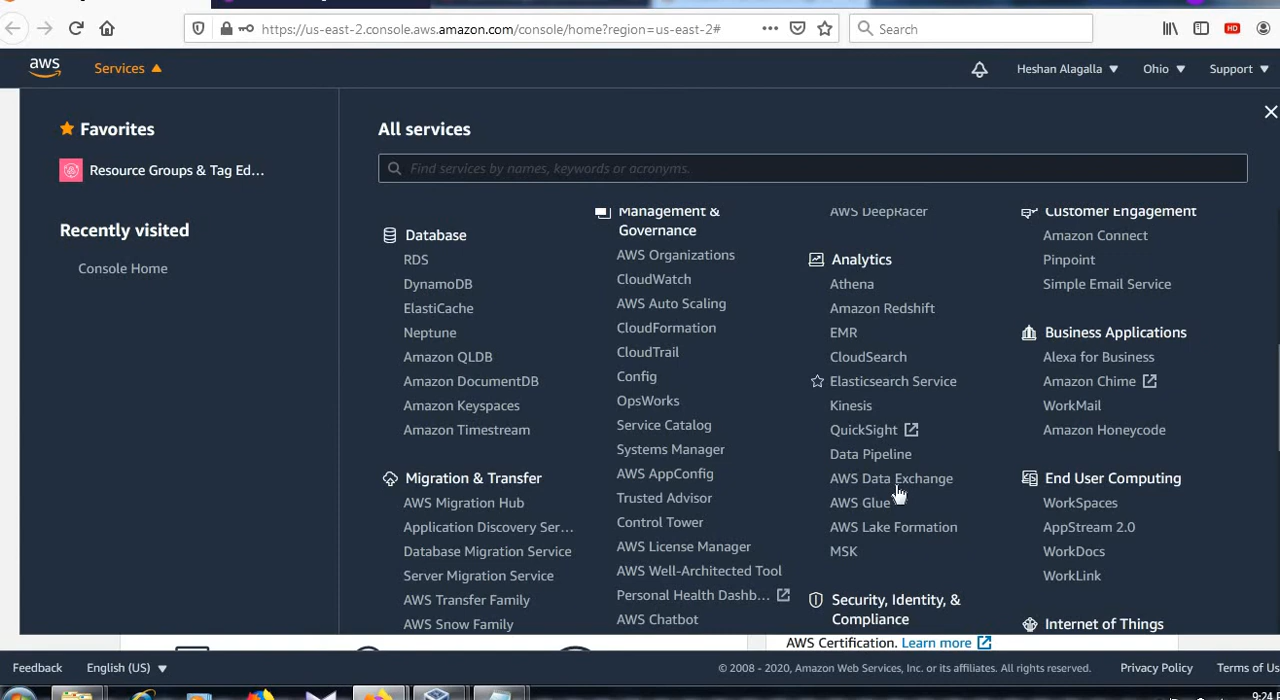 https://us-east-2.console.aws.amazon.com/console/home?region=us-east-2#
Search
HD
aws
Services
Heshan Alagalla
Ohio
Support
Favorites
Resource Groups & Tag Ed...
Recently visited
Console Home
All services
Find services by names, keywords or acronyms.
Database
RDS
DynamoDB
ElastiCache
Neptune
Amazon QLDB
Amazon DocumentDB
Amazon Keyspaces
Amazon Timestream
Migration & Transfer
AWS Migration Hub
Application Discovery Ser...
Database Migration Service
Server Migration Service
AWS Transfer Family
AWS Snow Family
Management &
Governance
AWS Organizations
CloudWatch
AWS Auto Scaling
CloudFormation
CloudTrail
Config
OpsWorks
Service Catalog
Systems Manager
AWS AppConfig
Trusted Advisor
Control Tower
AWS License Manager
AWS Well-Architected Tool
Personal Health Dashb...
AWS Chatbot
AWS DeepRacer
Analytics
Athena
Amazon Redshift
EMR
CloudSearch
Elasticsearch Service
Kinesis
QuickSight
Data Pipeline
AWS Data Exchange
AWS Glue
AWS Lake Formation
MSK
Security, Identity, &
Compliance
Customer Engagement
Amazon Connect
Pinpoint
Simple Email Service
Business Applications
Alexa for Business
Amazon Chime
WorkMail
Amazon Honeycode
End User Computing
WorkSpaces
AppStream 2.0
WorkDocs
WorkLink
Internet of Things
AWS Certification. Learn more
Feedback
English (US)
© 2008 - 2020, Amazon Web Services, Inc. or its affiliates. All rights reserved.
Privacy Policy
Terms of Us
9:24